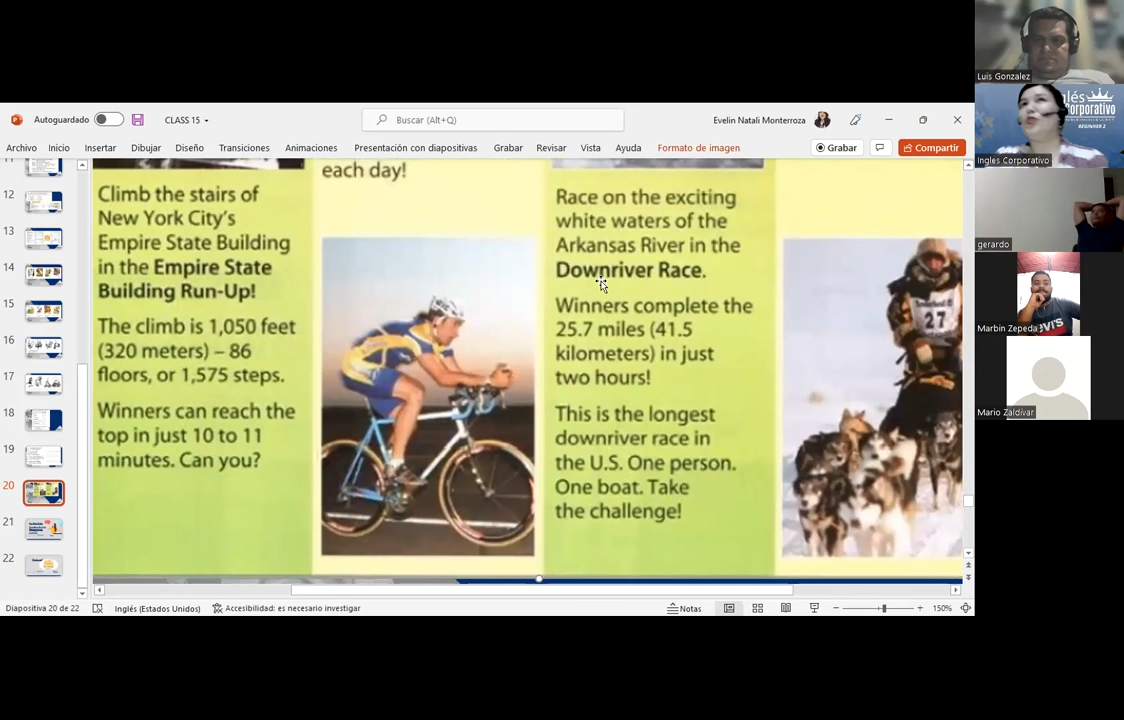 Autoguardado
CLASS 15
Buscar (Alt+Q)
Evelin Natali Monterroza
Archivo
Inicio
Insertar
Dibujar
Diseño
Transiciones
Animaciones
Presentación con diapositivas
Grabar
Revisar
Vista
Ayuda
Formato de imagen
Grabar
Compartir
12
13
14
15
16
17
18
19
20
21
22
Climb the stairs of
New York City's
Empire State Building
in the Empire State
Building Run-Up!
The climb is 1,050 feet
(320 meters) – 86
floors, or 1,575 steps.
Winners can reach the
top in just 10 to 11
minutes. Can you?
each day!
Race on the exciting
white waters of the
Arkansas River in the
Downriver Race.
Winners complete the
25.7 miles (41.5
kilometers) in just
two hours!
This is the longest
downriver race in
the U.S. One person.
One boat. Take
the challenge!
27
Diapositiva 20 de 22
Inglés (Estados Unidos)
Accesibilidad: es necesario investigar
Notas
150%
Luis Gonzalez
Ingles Corporativo
gerardo
Marbin Zepeda
Mario Zaldívar